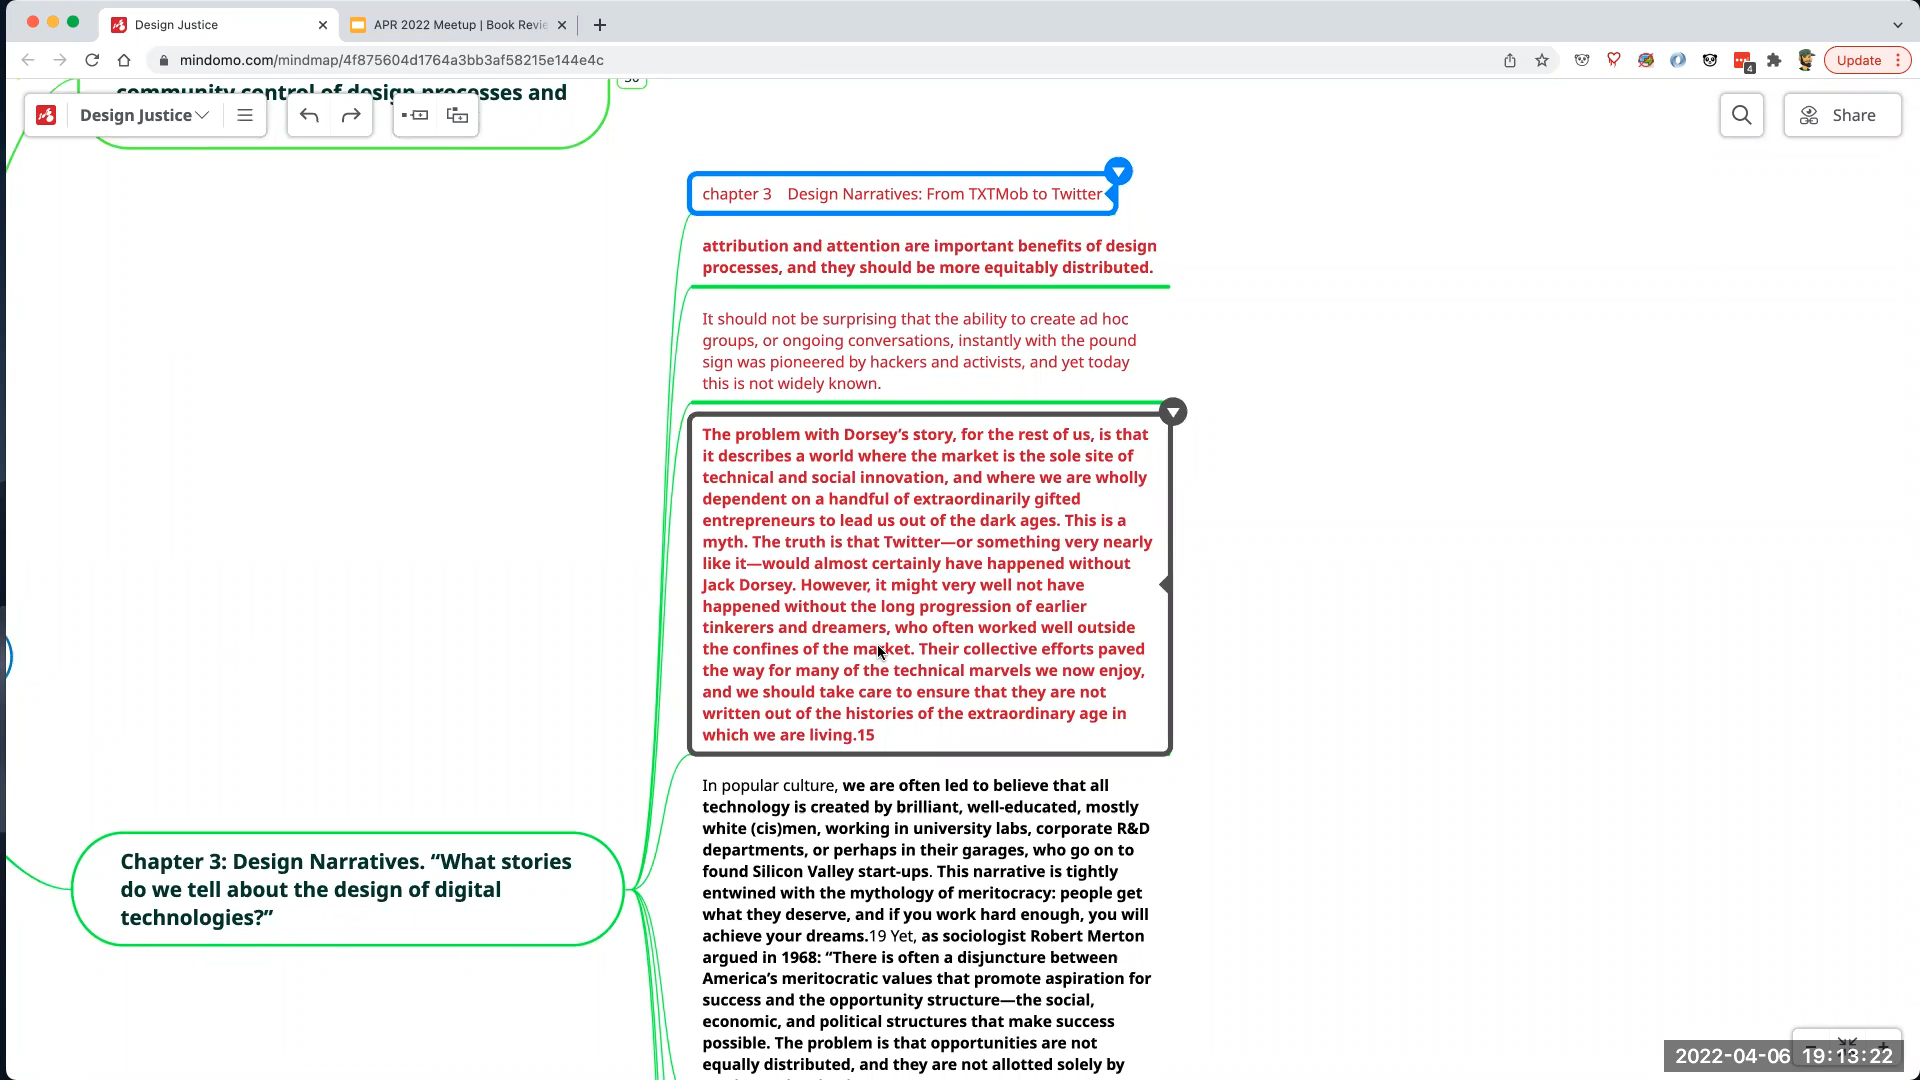 Design Justice
APR 2022 Meetup | Book Revie
mindomo.com/mindmap/4f875604d1764a3bb3af58215e144e4c
4
Update
community control of design processes and
Design Justice
Share
chapter 3 Design Narratives: From TXTMob to Twitter
attribution and attention are important benefits of design
processes, and they should be more equitably distributed.
It should not be surprising that the ability to create ad hoc
groups, or ongoing conversations, instantly with the pound
sign was pioneered by hackers and activists, and yet today
this is not widely known.
The problem with Dorsey’s story, for the rest of us, is that
it describes a world where the market is the sole site of
technical and social innovation, and where we are wholly
dependent on a handful of extraordinarily gifted
entrepreneurs to lead us out of the dark ages. This is a
myth. The truth is that Twitter—or something very nearly
like it—would almost certainly have happened without
Jack Dorsey. However, it might very well not have
happened without the long progression of earlier
tinkerers and dreamers, who often worked well outside
the confines of the market. Their collective efforts paved
the way for many of the technical marvels we now enjoy,
and we should take care to ensure that they are not
written out of the histories of the extraordinary age in
which we are living.15
In popular culture, we are often led to believe that all
technology is created by brilliant, well-educated, mostly
white (cis)men, working in university labs, corporate R&D
departments, or perhaps in their garages, who go on to
found Silicon Valley start-ups. This narrative is tightly
entwined with the mythology of meritocracy: people get
what they deserve, and if you work hard enough, you will
achieve your dreams.19 Yet, as sociologist Robert Merton
argued in 1968: “There is often a disjuncture between
America’s meritocratic values that promote aspiration for
success and the opportunity structure—the social,
economic, and political structures that make success
possible. The problem is that opportunities are not
equally distributed, and they are not allotted solely by
Chapter 3: Design Narratives. “What stories
do we tell about the design of digital
technologies?”
2022-04-06 19:13:22